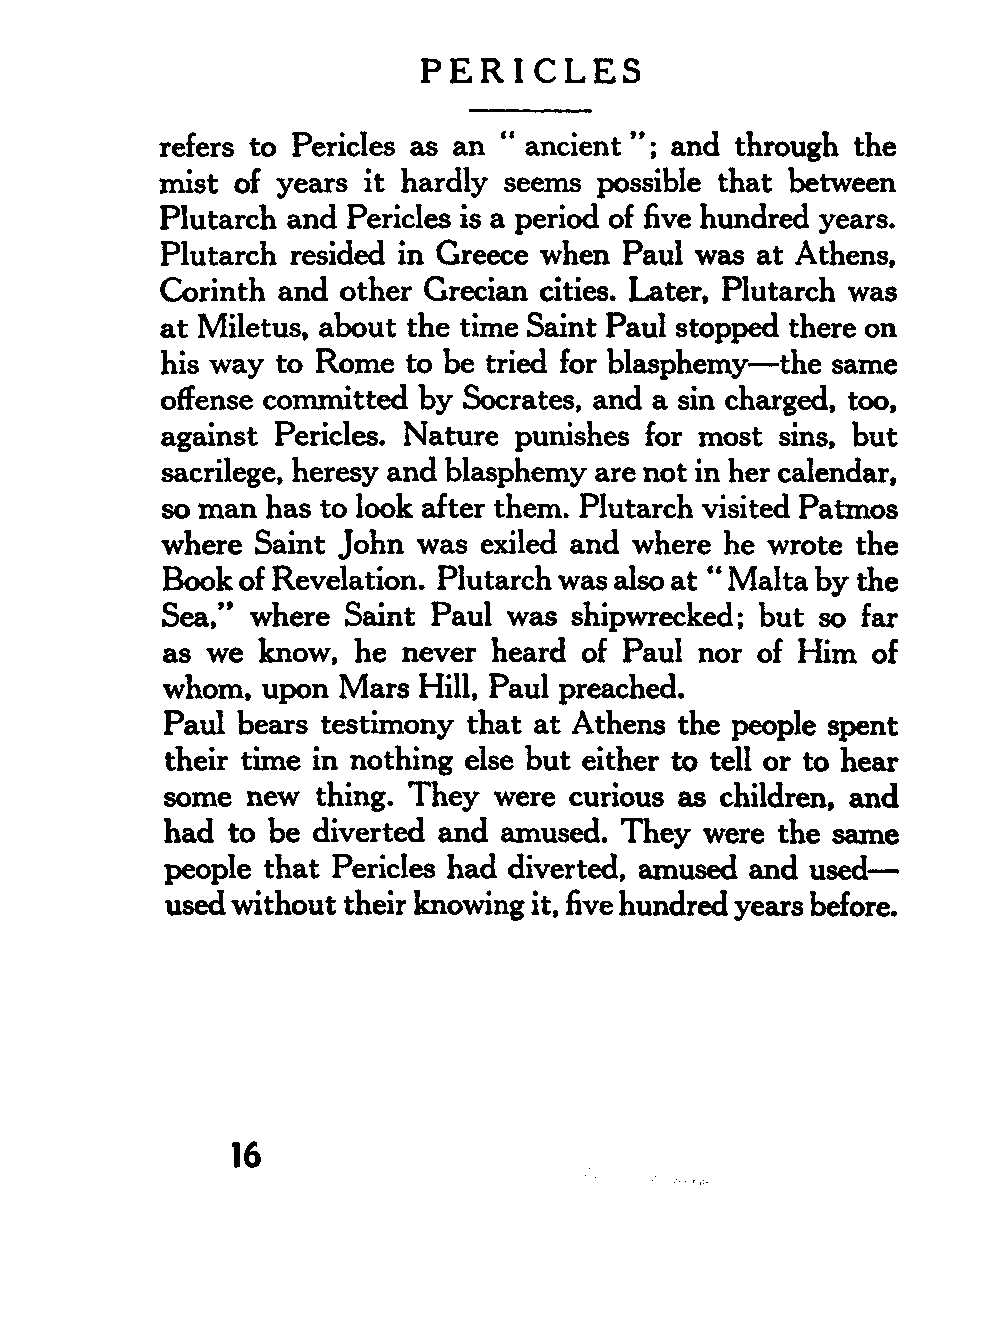 PERICLES
refers to Pericles as an “ ancient ”; and through the
mist of years it hardly seems possible that between
Plutarch and Pericles is a period of five hundred years.
Plutarch resided in Greece when Paul was at Athens,
Corinth and other Grecian cities. Later, Plutarch was
at Miletus, about the time Saint Paul stopped there on
his way to Rome to be tried for blasphemy—the same
offense committed by Socrates, and a sin charged, too,
against Pericles. Nature punishes for most sins, but
sacrilege, heresy and blasphemy are not in her calendar,
so man has to look after them. Plutarch visited Patmos
where Saint John was exiled and where he wrote the
Book of Revelation. Plutarch was also at “ Malta by the
Sea,” where Saint Paul was shipwrecked; but so far
as we know, he never heard of Paul nor of Him of
whom, upon Mars Hill, Paul preached.
Paul bears testimony that at Athens the people spent
their time in nothing else but either to tell or to hear
some new thing. They were curious as children, and
had to be diverted and amused. They were the same
people that Pericles had diverted, amused and used—
used without their knowing it, five hundred years before.
16